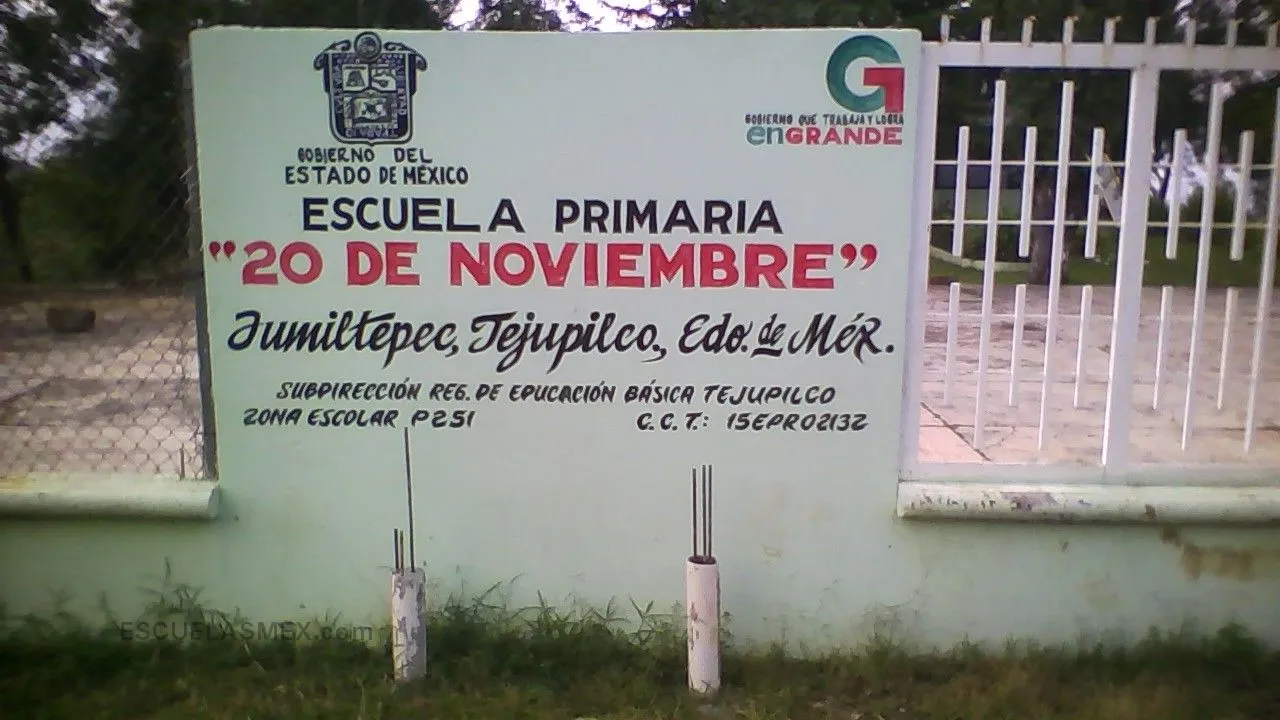 GOBIERNO DEL
ESTADO DE MÉXICO
G1
GOBIERNO QUE TRABAJA Y LOGRA
enGRANDE
ESCUELA PRIMARIA
"20 DE NOVIEMBRE"
Jumiltepec, Tejupilco, Edo. de Méx.
SUBDIRECCIÓN REG. DE EDUCACIÓN BÁSICA TEJUPILCO
ZONA ESCOLAR P251
C.C.T.: 15EPR0213Z
ESCUELASMEX.com